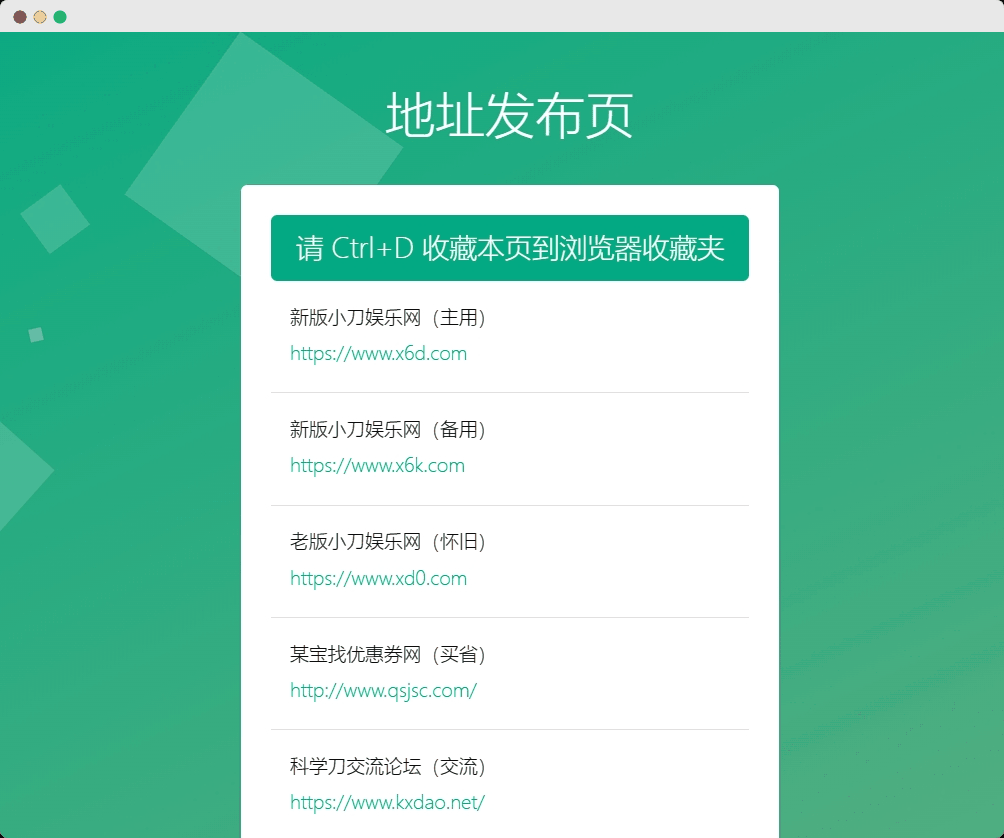 地址发布页
请 Ctrl+D 收藏本页到浏览器收藏夹
新版小刀娱乐网（主用）
https://www.x6d.com
新版小刀娱乐网（备用）
https://www.x6k.com
老版小刀娱乐网（怀旧）
https://www.xd0.com
某宝找优惠券网（买省）
http://www.qsjsc.com/
科学刀交流论坛（交流）
https://www.kxdao.net/